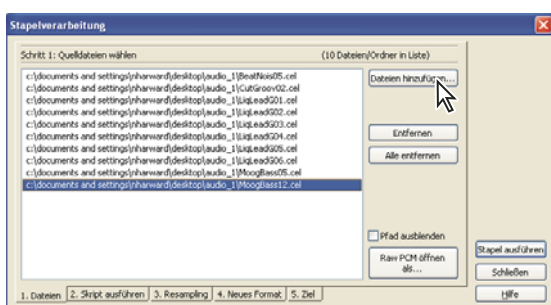 Stapelverarbeitung
Schritt 1: Quelldateien wählen (10 Dateien/Ordner in Liste)
c:\documents and settings\nharward\desktop\audio_1\BeatNois05.cel
c:\documents and settings\nharward\desktop\audio_1\CutGroov02.cel
c:\documents and settings\nharward\desktop\audio_1\LiqLeadG01.cel
c:\documents and settings\nharward\desktop\audio_1\LiqLeadG02.cel
c:\documents and settings\nharward\desktop\audio_1\LiqLeadG03.cel
c:\documents and settings\nharward\desktop\audio_1\LiqLeadG04.cel
c:\documents and settings\nharward\desktop\audio_1\LiqLeadG05.cel
c:\documents and settings\nharward\desktop\audio_1\LiqLeadG06.cel
c:\documents and settings\nharward\desktop\audio_1\MoogBass05.cel
c:\documents and settings\nharward\desktop\audio_1\MoogBass12.cel
Dateien hinzufügen...
Entfernen
Alle entfernen
Pfad ausblenden
Raw PCM öffnen
als...
Stapel ausführen
Schließen
Hilfe
1. Dateien 2. Skript ausführen 3. Resampling 4. Neues Format 5. Ziel